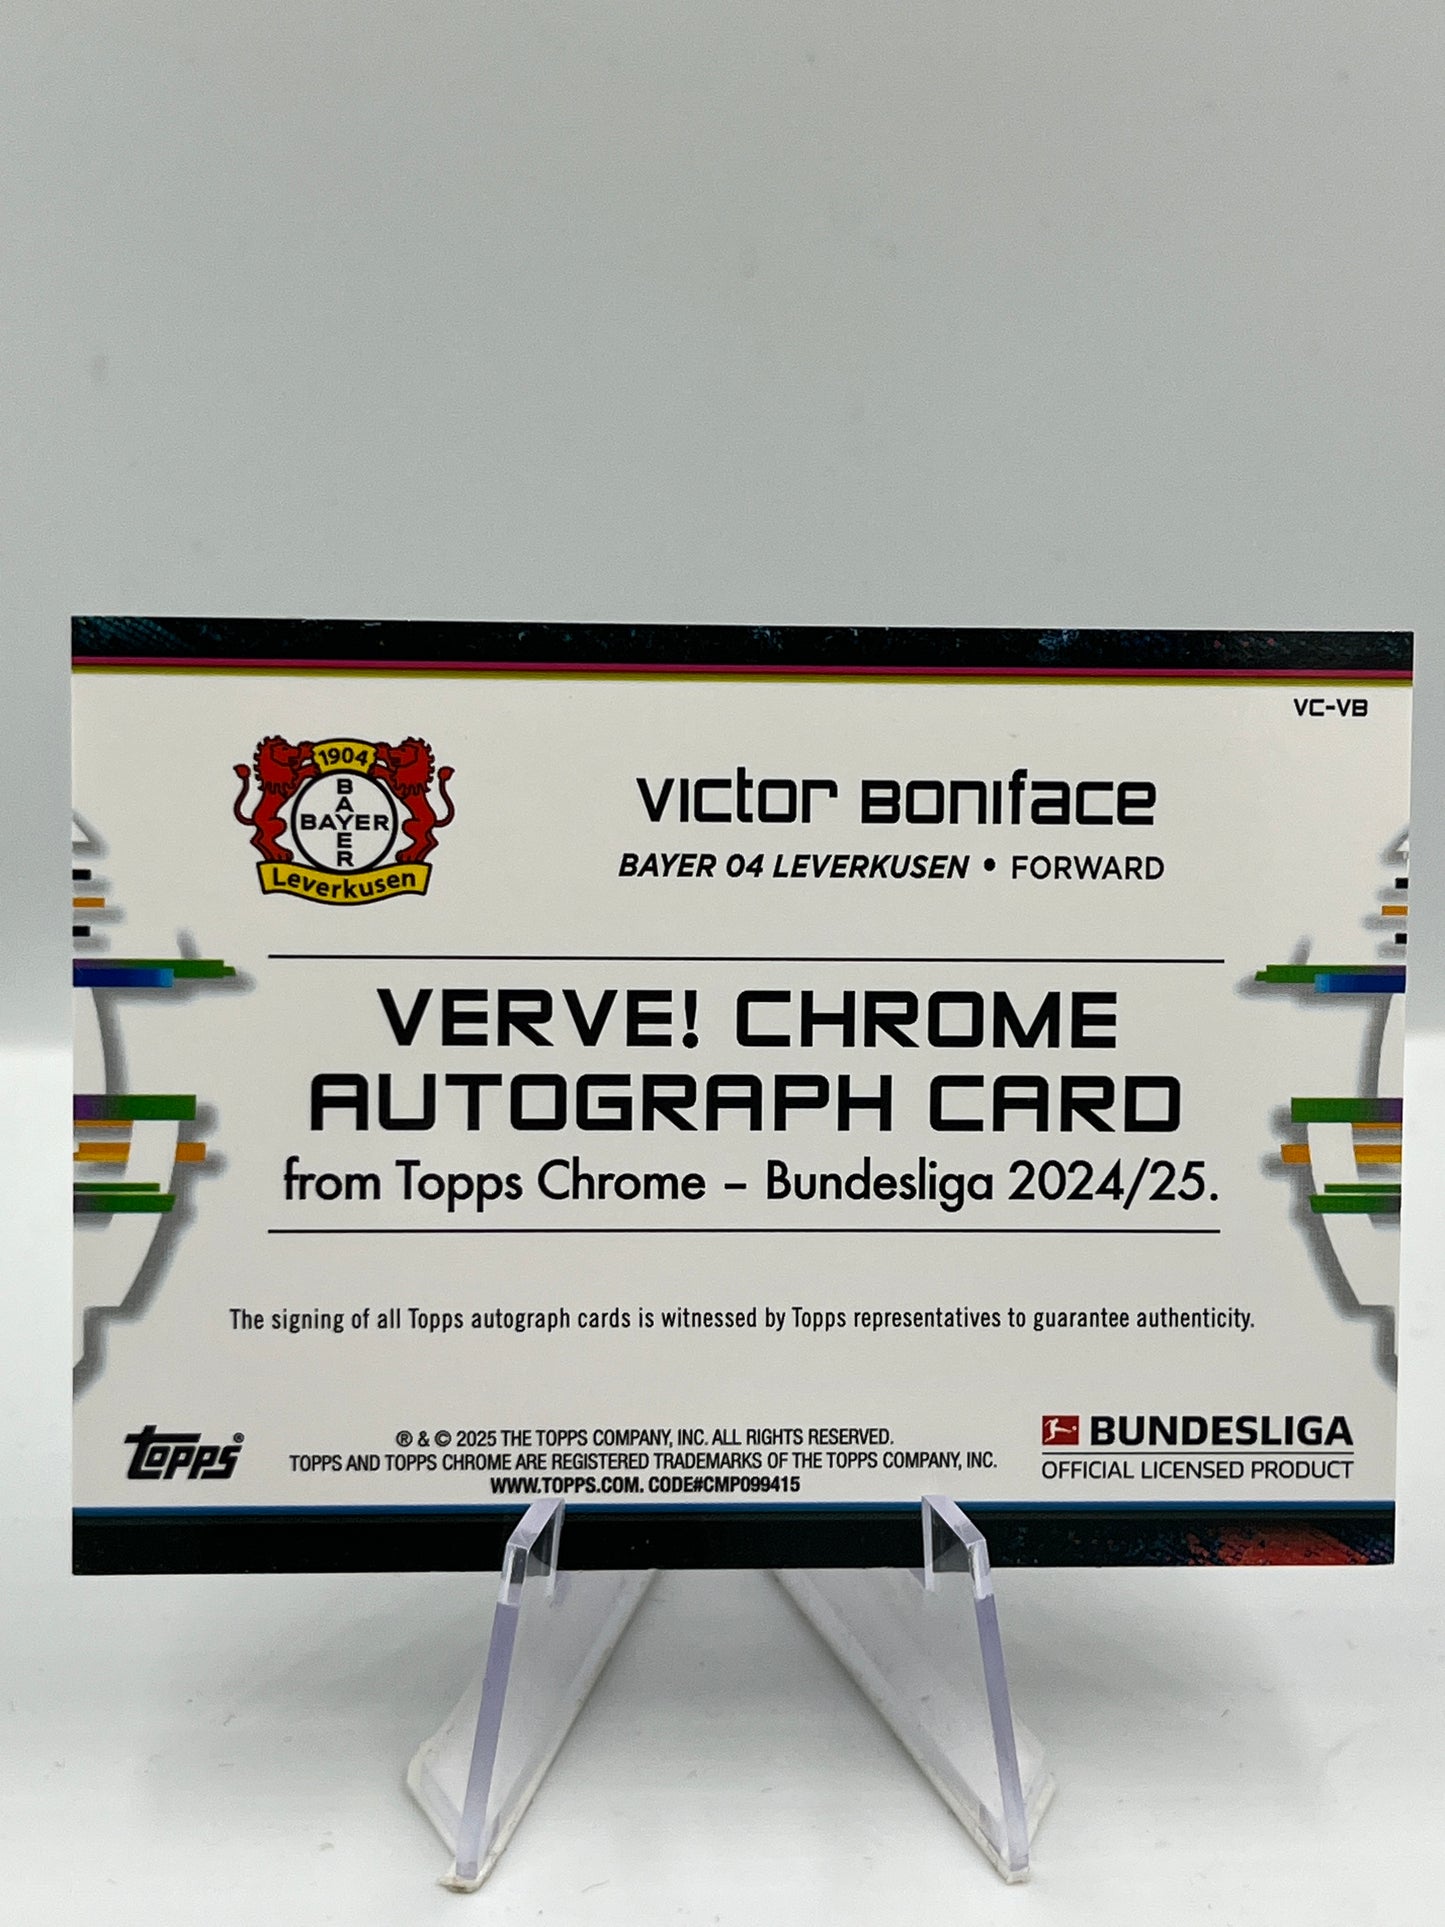 VC-VB
1904
BAYER
BAYER
Leverkusen
Victor Boniface
BAYER 04 LEVERKUSEN • FORWARD
VERVE! CHROME
AUTOGRAPH CARD
from Topps Chrome – Bundesliga 2024/25.
The signing of all Topps autograph cards is witnessed by Topps representatives to guarantee authenticity.
topps®
® & © 2025 THE TOPPS COMPANY, INC. ALL RIGHTS RESERVED.
TOPPS AND TOPPS CHROME ARE REGISTERED TRADEMARKS OF THE TOPPS COMPANY, INC.
WWW.TOPPS.COM. CODE#CMP099415
BUNDESLIGA
OFFICIAL LICENSED PRODUCT